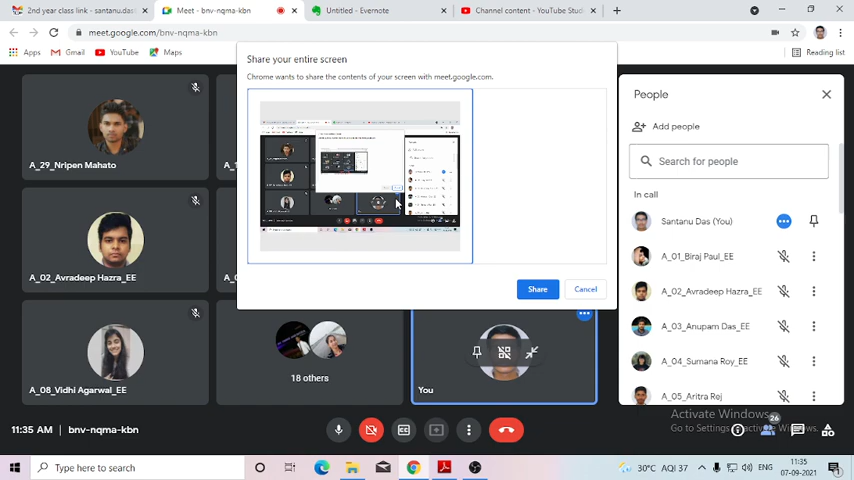 2nd year class link - santanu.das
Meet - bnv-nqma-kbn
Untitled - Evernote
Channel content - YouTube Stud
meet.google.com/bnv-nqma-kbn
Apps
Gmail
YouTube
Maps
Reading list
Share your entire screen
Chrome wants to share the contents of your screen with meet.google.com.
Share
Cancel
A_29_Nripen Mahato
A_02_Avradeep Hazra_EE
A_08_Vidhi Agarwal_EE
18 others
You
People
Add people
Search for people
In call
Santanu Das (You)
A_01_Biraj Paul_EE
A_02_Avradeep Hazra_EE
A_03_Anupam Das_EE
A_04_Sumana Roy_EE
A_05_Aritra Rej
Activate Windows
Go to Settings to activate Windows.
26
11:35 AM | bnv-nqma-kbn
Type here to search
30°C AQI 37
ENG
11:35
07-09-2021